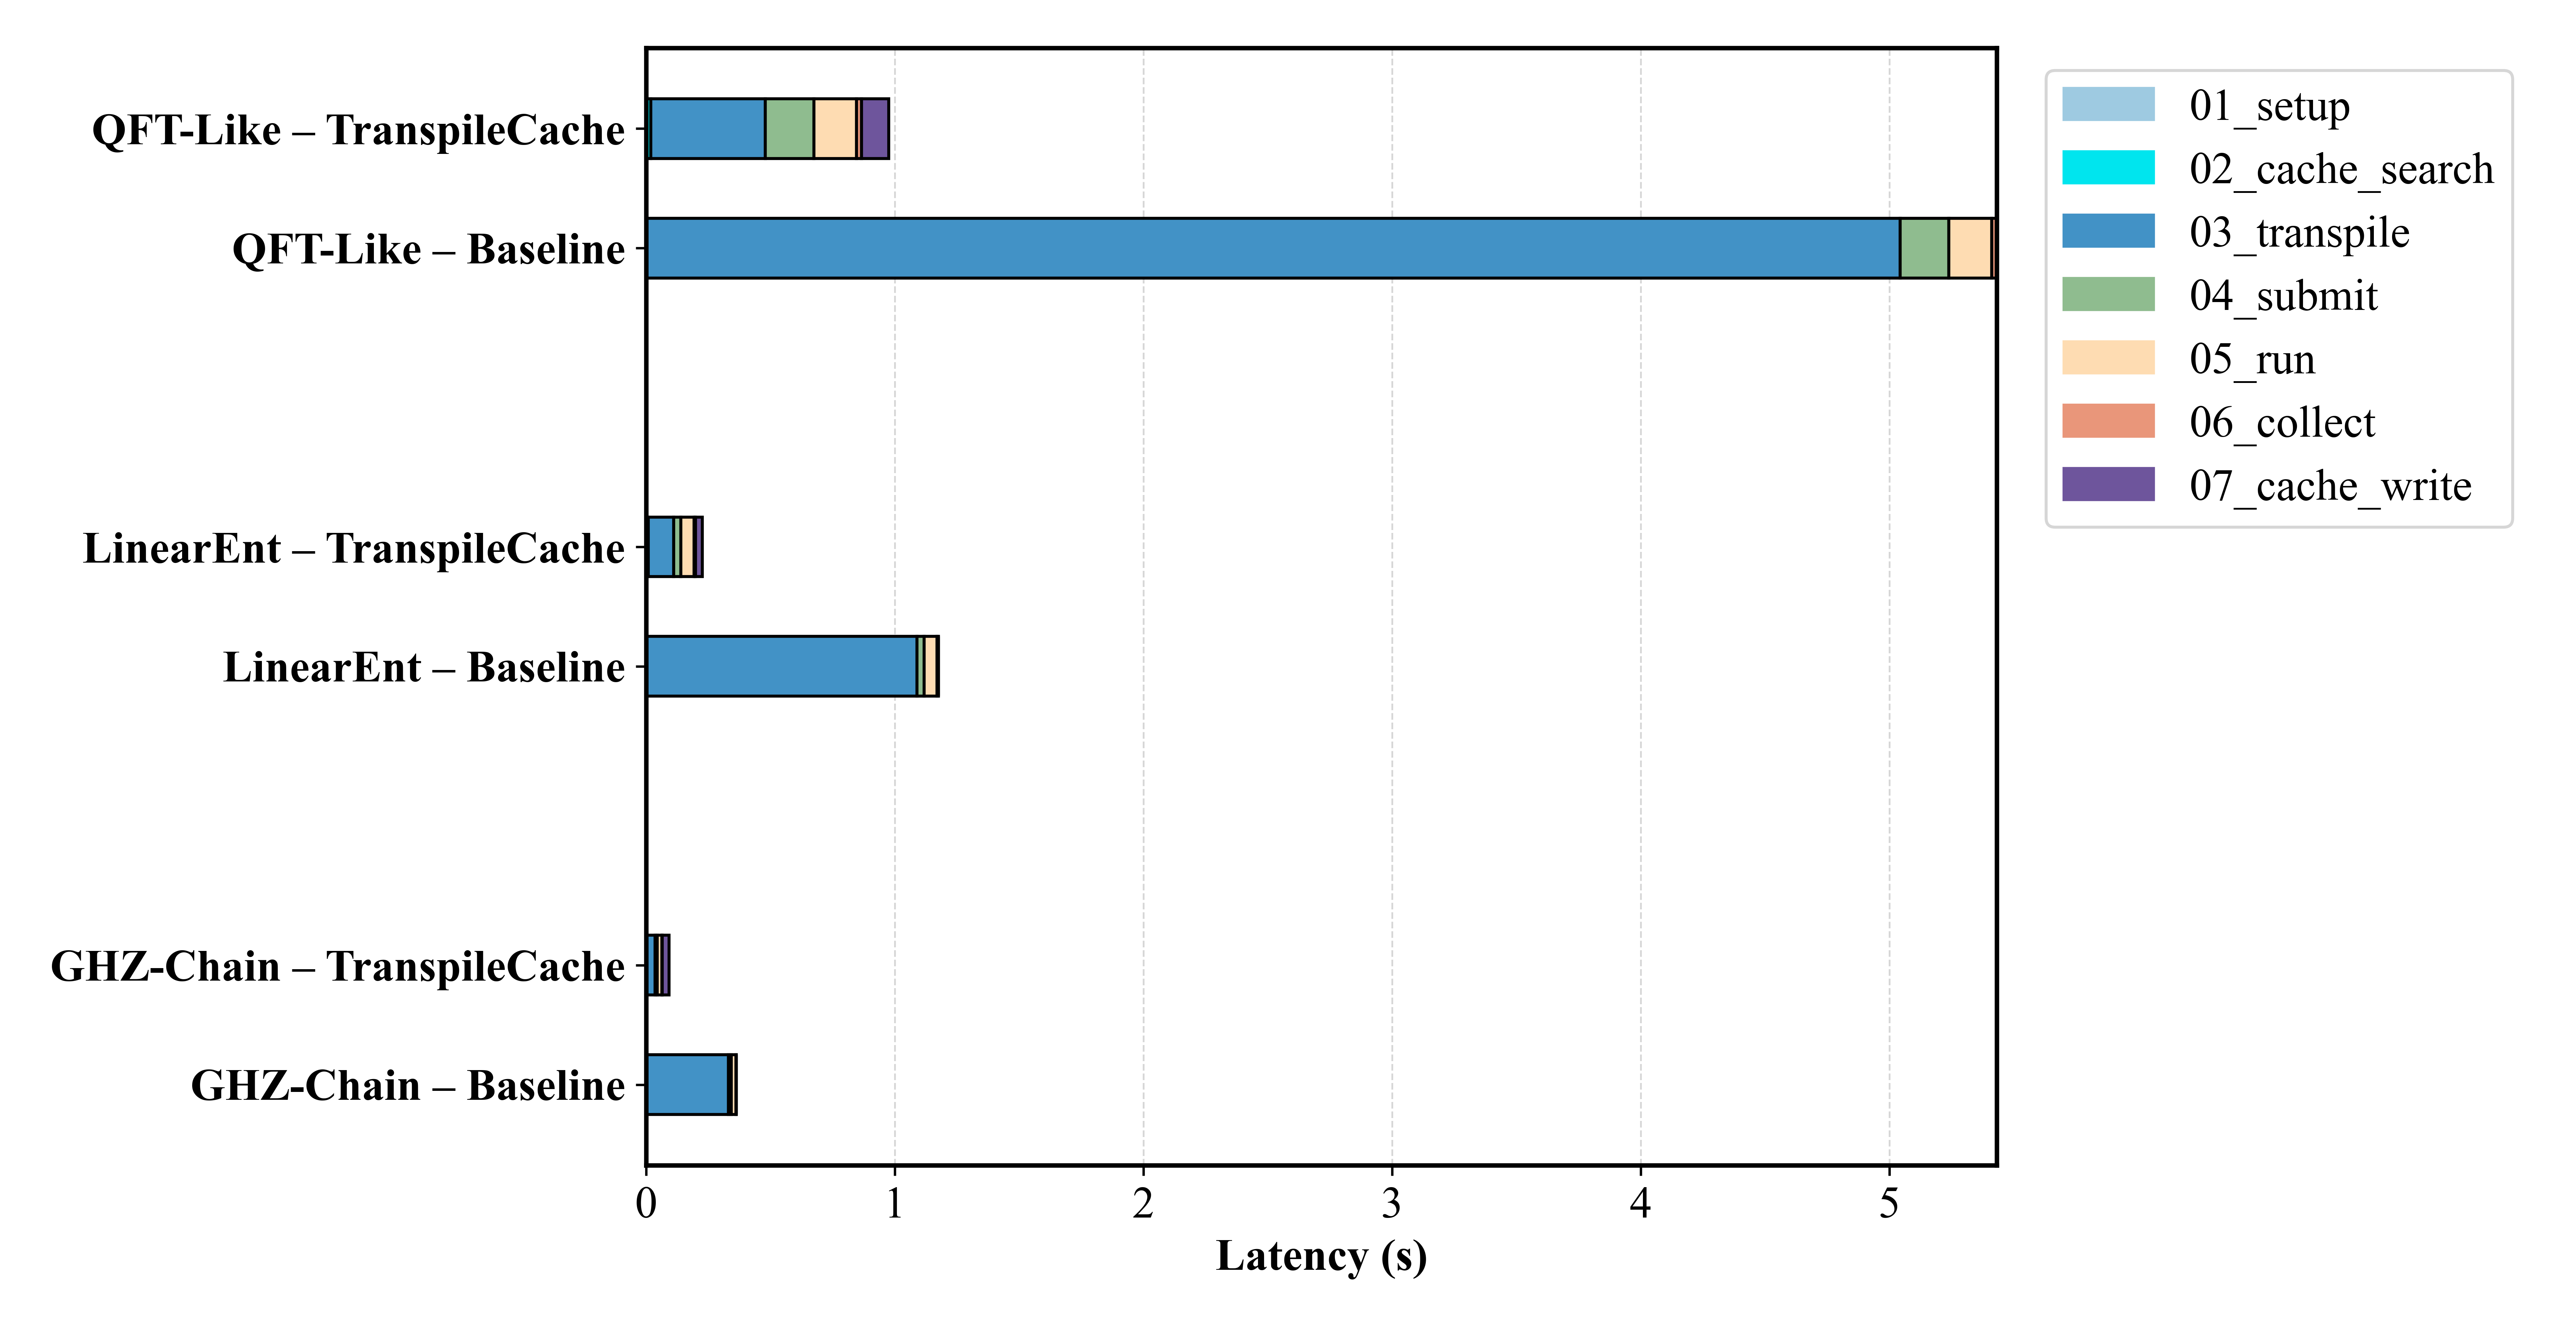 QFT-Like – TranspileCache
QFT-Like – Baseline
LinearEnt – TranspileCache
LinearEnt – Baseline
GHZ-Chain – TranspileCache
GHZ-Chain – Baseline
0 1 2 3 4 5
Latency (s)
01_setup
02_cache_search
03_transpile
04_submit
05_run
06_collect
07_cache_write